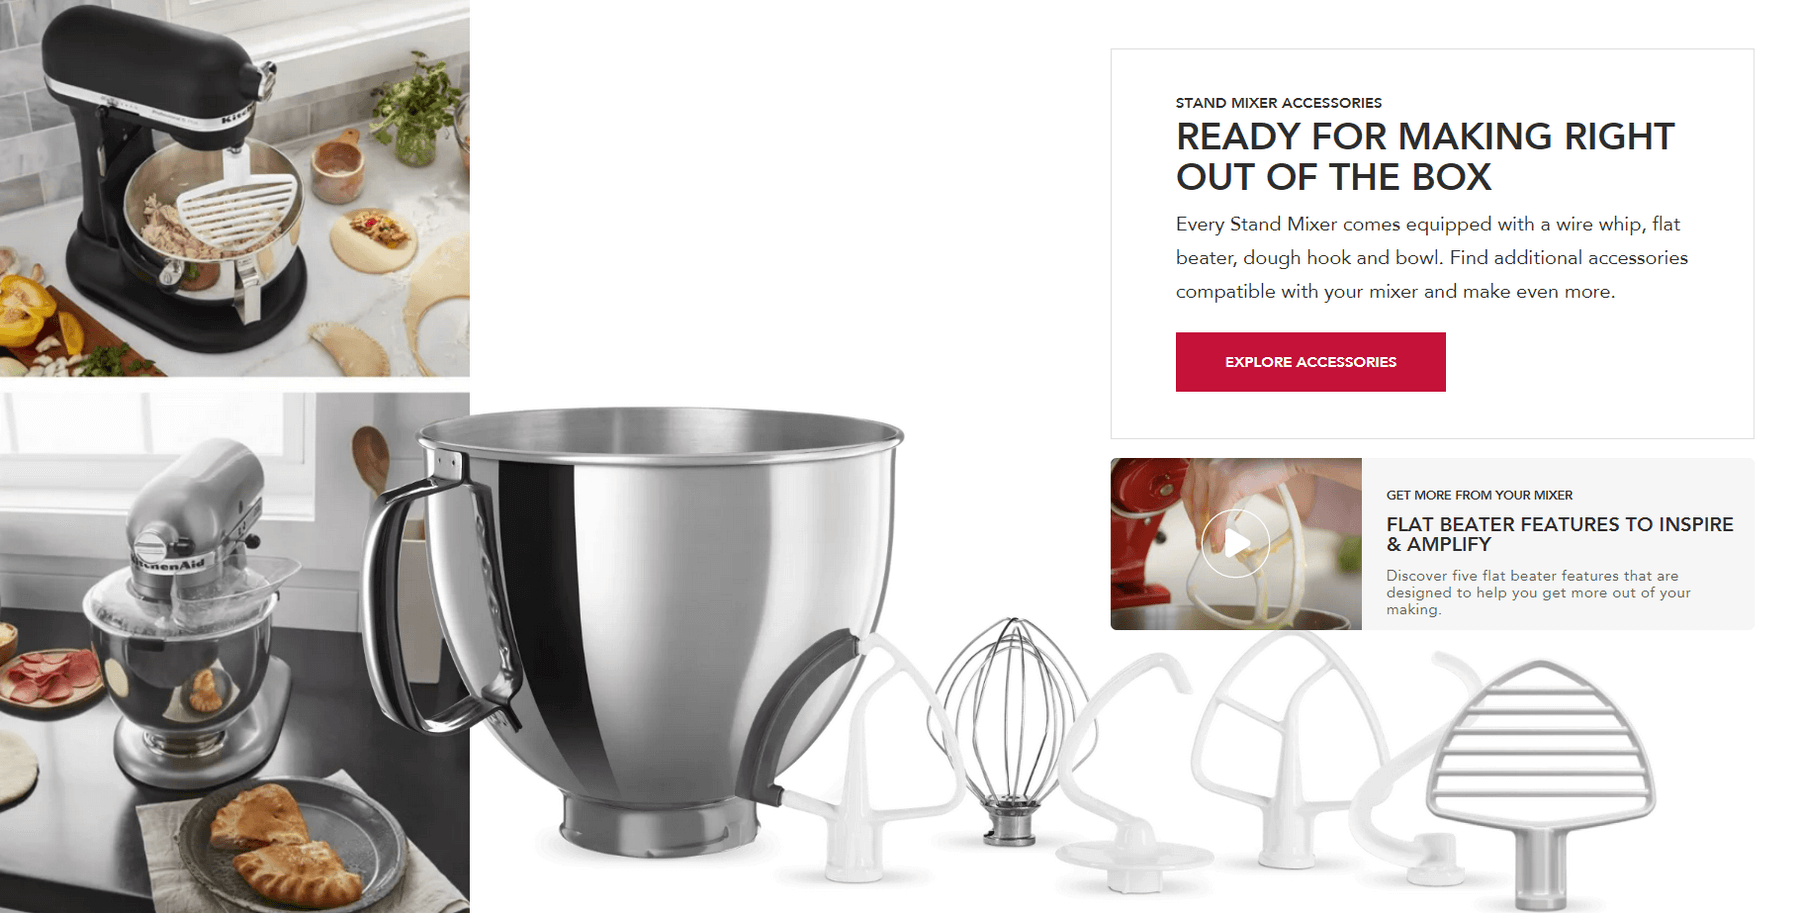 STAND MIXER ACCESSORIES
READY FOR MAKING RIGHT
OUT OF THE BOX
Every Stand Mixer comes equipped with a wire whip, flat
beater, dough hook and bowl. Find additional accessories
compatible with your mixer and make even more.
EXPLORE ACCESSORIES
GET MORE FROM YOUR MIXER
FLAT BEATER FEATURES TO INSPIRE
& AMPLIFY
Discover five flat beater features that are
designed to help you get more out of your
making.